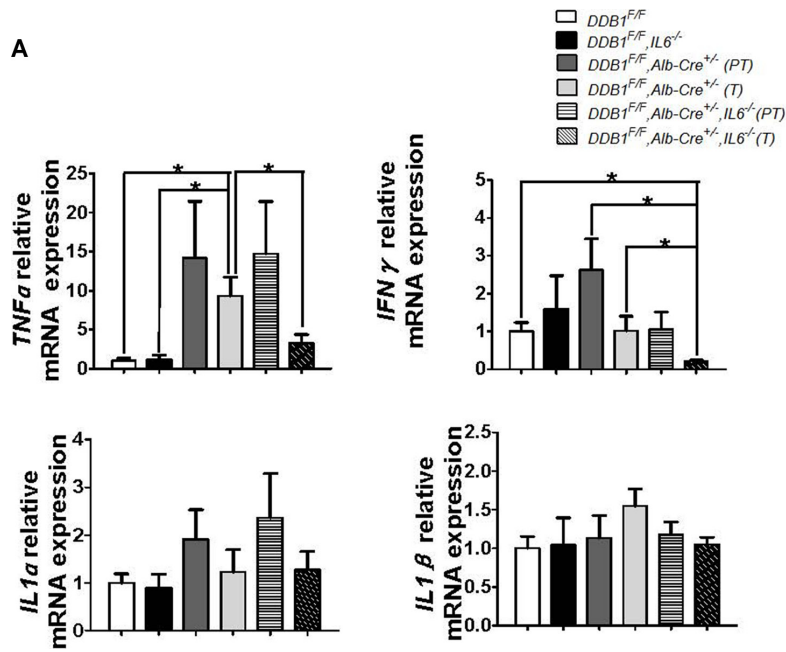 A
DDB1F/F
DDB1F/F,IL6-/-
DDB1F/F,Alb-Cre+/- (PT)
DDB1F/F,Alb-Cre+/- (T)
DDB1F/F,Alb-Cre+/-,IL6-/-(PT)
DDB1F/F,Alb-Cre+/-,IL6-/-(T)
TNFα relative
mRNA expression
25
20
15
10
5
0
*
*
*
IFNγ relative
mRNA expression
5
4
3
2
1
0
*
*
*
IL1α relative
mRNA expression
4
3
2
1
0
IL1β relative
mRNA expression
2.5
2.0
1.5
1.0
0.5
0.0